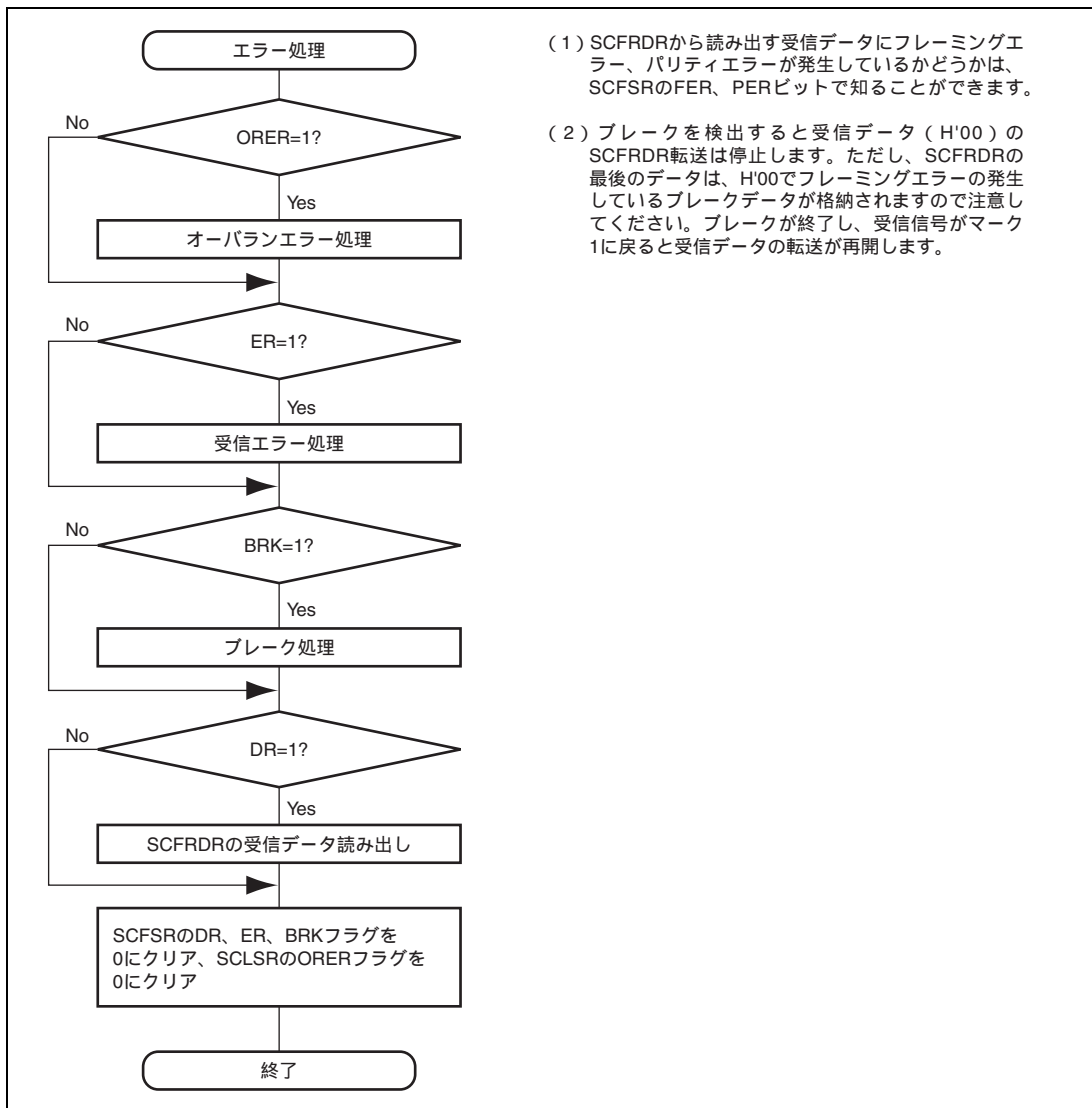 エラー処理
No
ORER=1?
Yes
オーバランエラー処理
No
ER=1?
Yes
受信エラー処理
No
BRK=1?
Yes
ブレーク処理
No
DR=1?
Yes
SCFRDRの受信データ読み出し
SCFSRのDR、ER、BRKフラグを
0にクリア、SCLSRのORERフラグを
0にクリア
終了
(1)SCFRDRから読み出す受信データにフレーミングエ
ラー、パリティエラーが発生しているかどうかは、
SCFSRのFER、PERビットで知ることができます。
(2)ブレークを検出すると受信データ(H'00)の
SCFRDR転送は停止します。ただし、SCFRDRの
最後のデータは、H'00でフレーミングエラーの発生
しているブレークデータが格納されますので注意し
てください。ブレークが終了し、受信信号がマーク
1に戻ると受信データの転送が再開します。